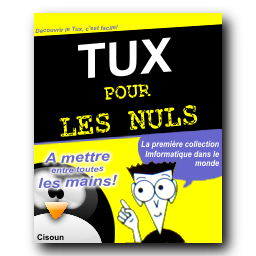 Découvrir le Tux, c'est facile!
TUX
POUR
LES NULS
A mettre
entre toutes
les mains!
La première collection
Imformatique dans le
monde
Cisoun